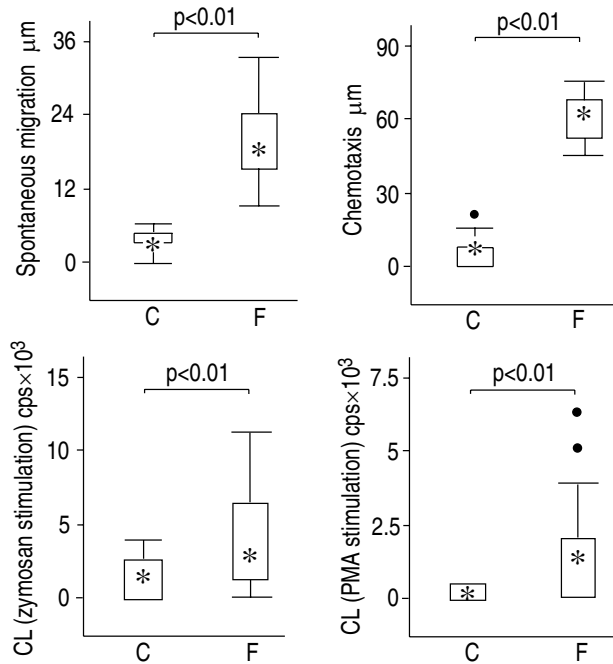 Spontaneous migration μm
36
24
12
0
p<0.01
*
*
C
F
Chemotaxis μm
90
60
30
0
p<0.01
*
*
C
F
CL (zymosan stimulation) cps×10³
15
10
5
0
p<0.01
*
*
C
F
CL (PMA stimulation) cps×10³
7.5
5
2.5
0
p<0.01
*
*
C
F